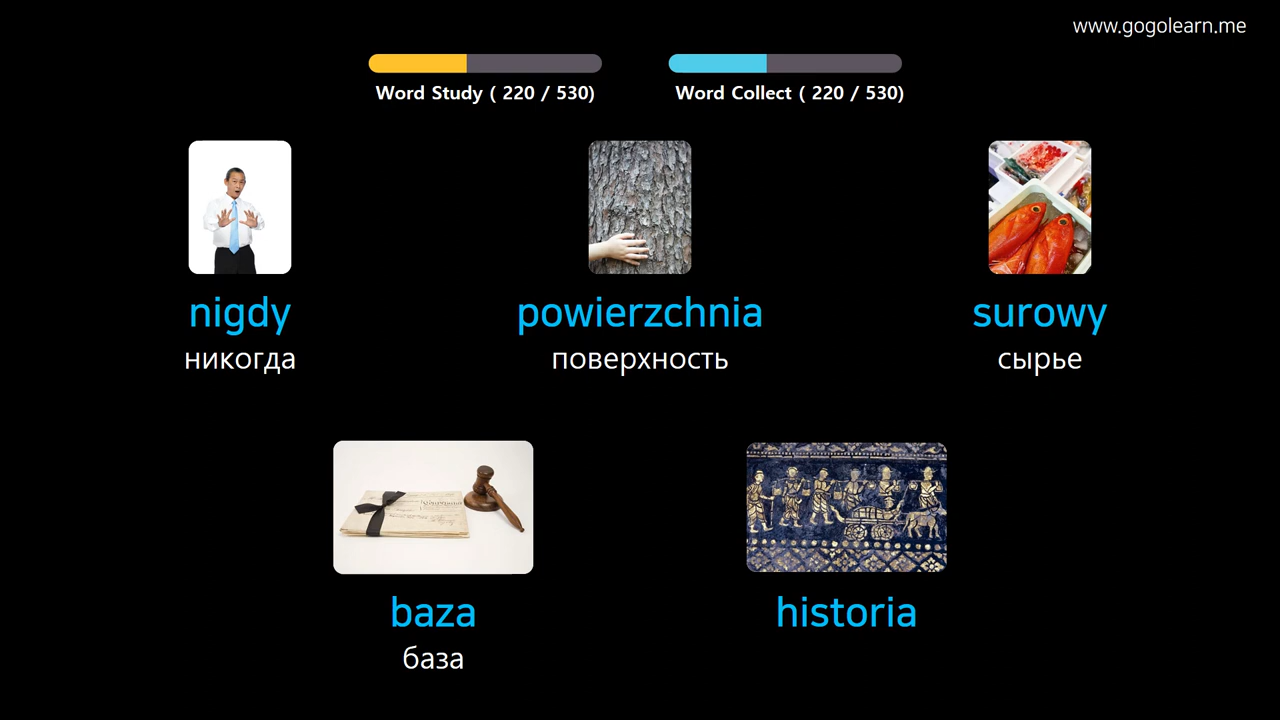 www.gogolearn.me
Word Study ( 220 / 530)
Word Collect ( 220 / 530)
nigdy
никогда
powierzchnia
поверхность
surowy
сырье
baza
база
historia